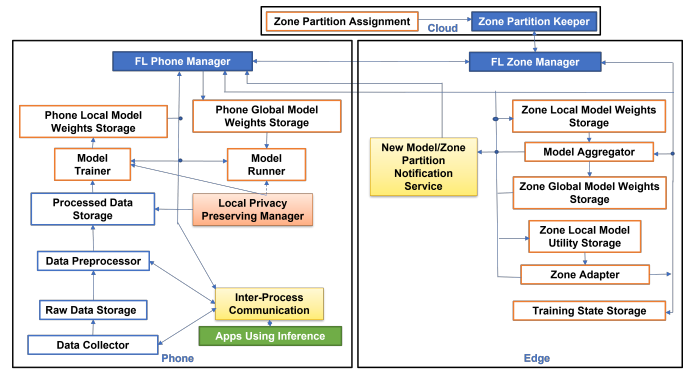 Zone Partition Assignment
Zone Partition Keeper
Cloud
FL Phone Manager
Phone Local Model
Weights Storage
Phone Global Model
Weights Storage
Model
Trainer
Model
Runner
Processed Data
Storage
Local Privacy
Preserving Manager
Data Preprocessor
Raw Data Storage
Inter-Process
Communication
Data Collector
Apps Using Inference
Phone
FL Zone Manager
Zone Local Model Weights
Storage
New Model/Zone
Partition
Notification
Service
Model Aggregator
Zone Global Model Weights
Storage
Zone Local Model
Utility Storage
Zone Adapter
Training State Storage
Edge